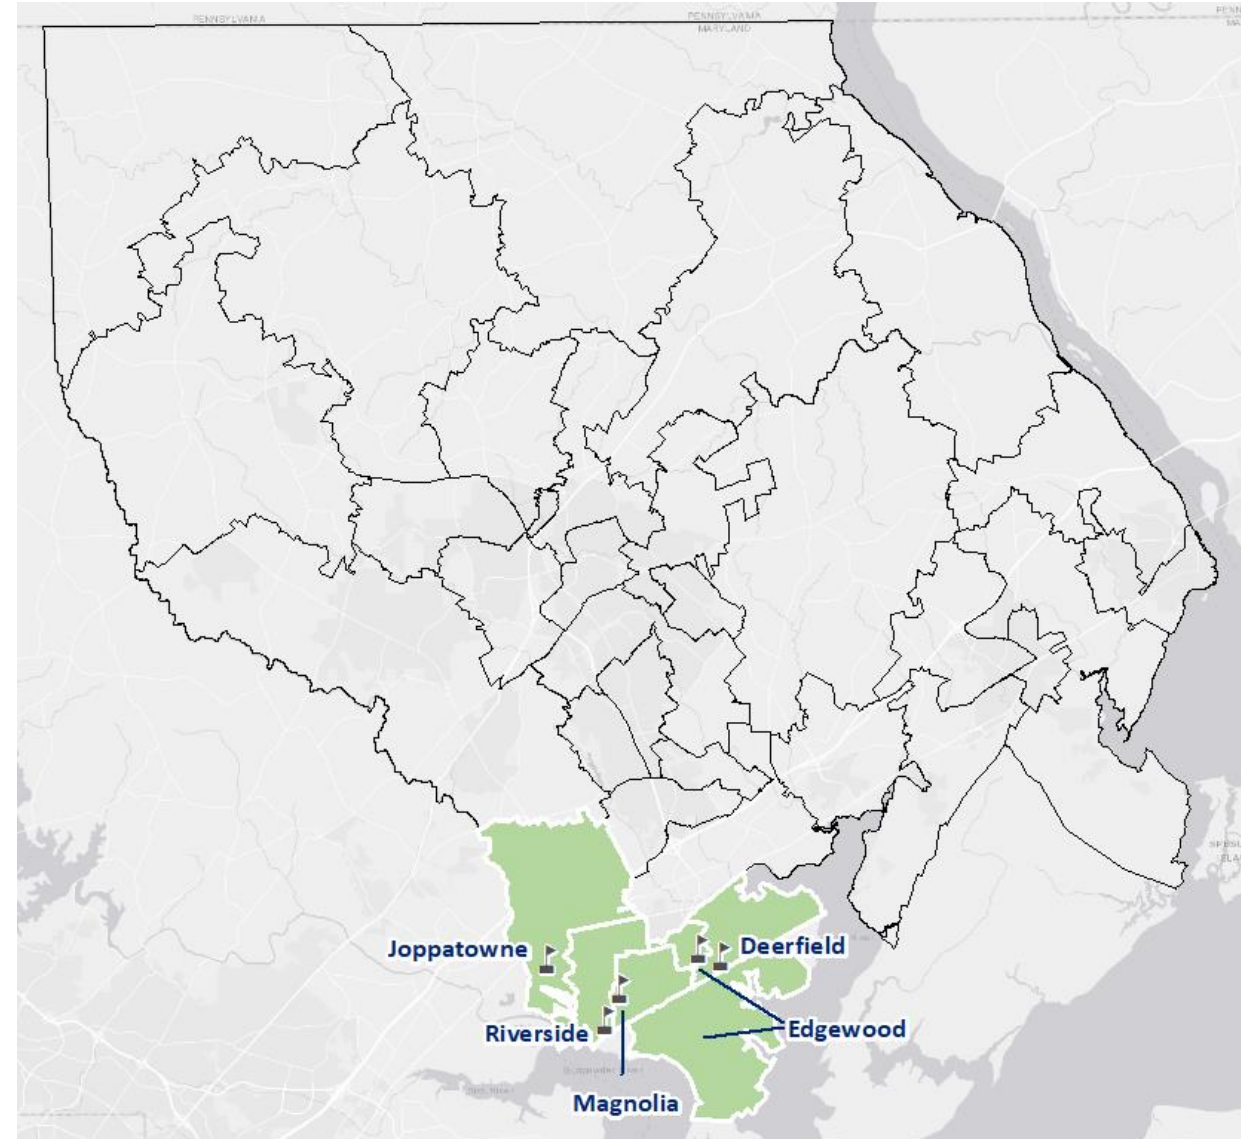 PENNSYLVANIA
PENNSYLVANIA
MARYLAND
Joppatowne
Deerfield
Riverside
Edgewood
Magnolia